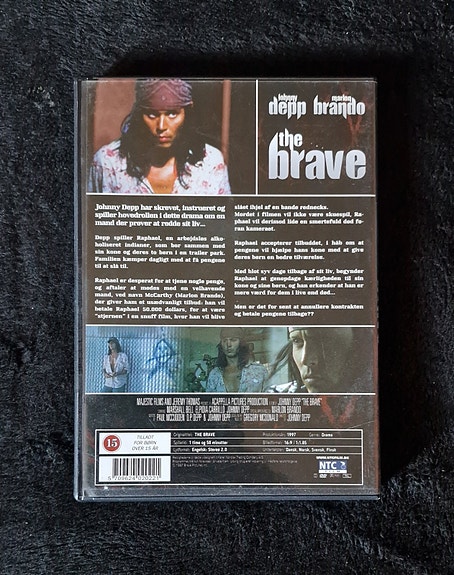 johnny marlon
depp brando
the
brave
Johnny Depp har skrevet, instrueret og
spiller hovedrollen i dette drama om en
mand der prøver at redde sit liv...
Depp spiller Raphael, en arbejdsløs alko-
holiseret indianer, som bor sammen med
sin kone og deres to børn i en trailer park.
Familien kæmper dagligt med at få pengene
til at slå til.
Raphael er desperat for at tjene nogle penge,
og aftaler et mødes med en velhavende
mand, ved navn McCarthy (Marlon Brando),
der giver ham et usædvanligt tilbud: han vil
betale Raphael 50.000 dollars, for at være
"stjernen" i en snuff film, hvor han vil blive
slået ihjel af en bande rednecks.
Mordet i filmen vil ikke være skuespil, Ra-
phael vil derimod lide en smertefuld død fo-
ran kameraet.
Raphael accepterer tilbuddet, i håb om at
pengene vil hjælpe hans kone med at give
deres børn en bedre tilværelse.
Med blot syv dage tilbage af sit liv, begynder
Raphael at genopdage kærligheden til sin
kone og sine børn, og han erkender at han er
mere værd for dem i live end død...
Men er det for sent at annullere kontrakten
og betale pengene tilbage??
MAJESTIC FILMS AND JEREMY THOMAS ACAPPELLA PICTURES PRODUCTION JOHNNY DEPP "THE BRAVE"
MARSHALL BELL ELPIDIA CARRILLO JOHNNY DEPP MARLON BRANDO
PAUL MCCUDDEN D.P DEPP & JOHNNY DEPP GREGORY MCDONALD JOHNNY DEPP
15
TILLADT
FOR BØRN
OVER 15 ÅR
Originaltitel: THE BRAVE Produktionsår: 1997 Genre: Drama
Spilletid: 1 time og 58 minutter Billedformat: 16:9 / 1:1.85
Lydformat: Engelsk: Stereo 2.0 Undertekster: Dansk, Norsk, Svensk, Finsk
5 709624 020221
NTC